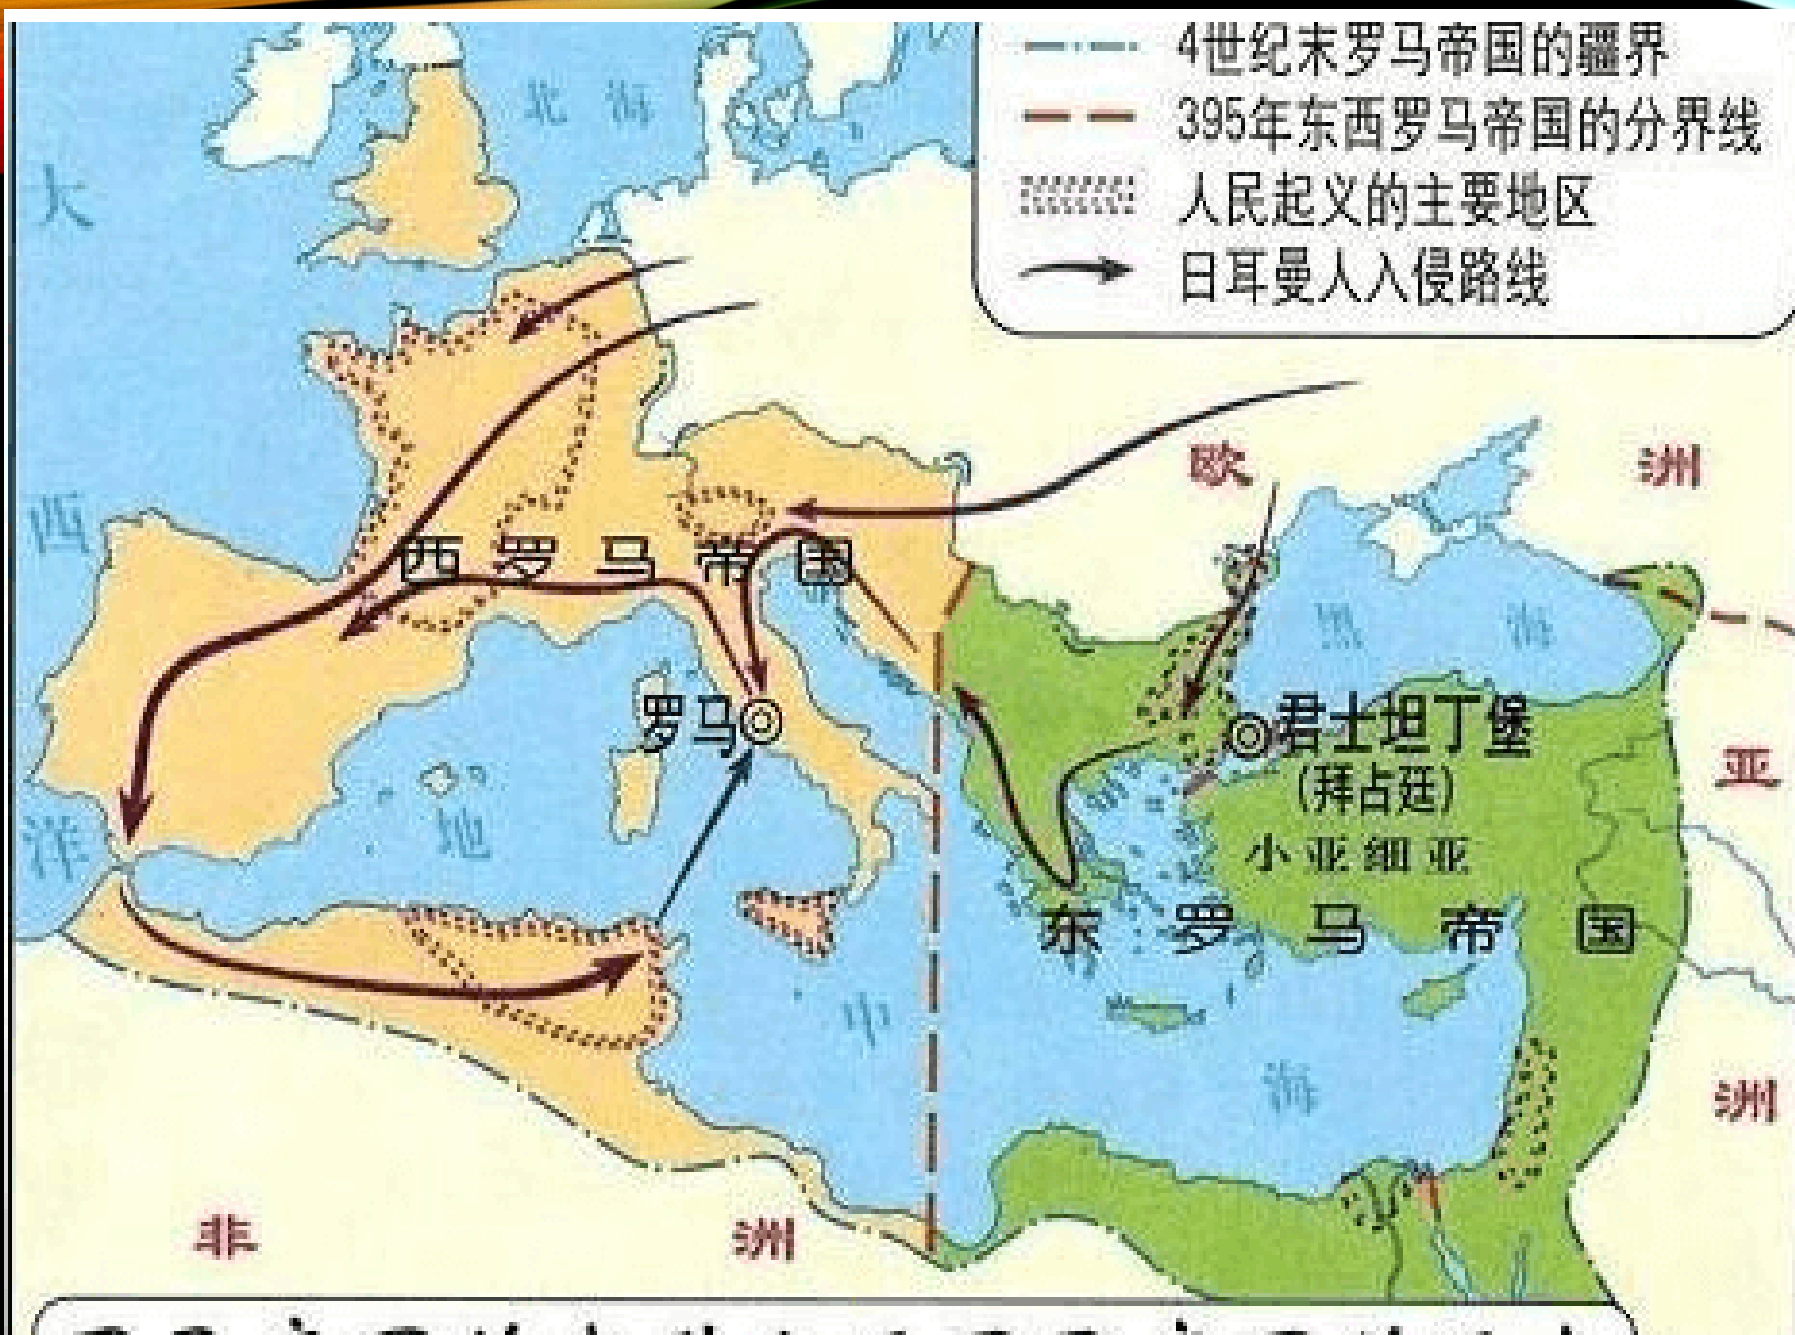 4世纪末罗马帝国的疆界
395年东西罗马帝国的分界线
人民起义的主要地区
日耳曼人入侵路线
北海
大西洋
欧洲
西罗马帝国
黑海
罗马
君士坦丁堡
(拜占廷)
亚洲
小亚细亚
东罗马帝国
地中海
非洲